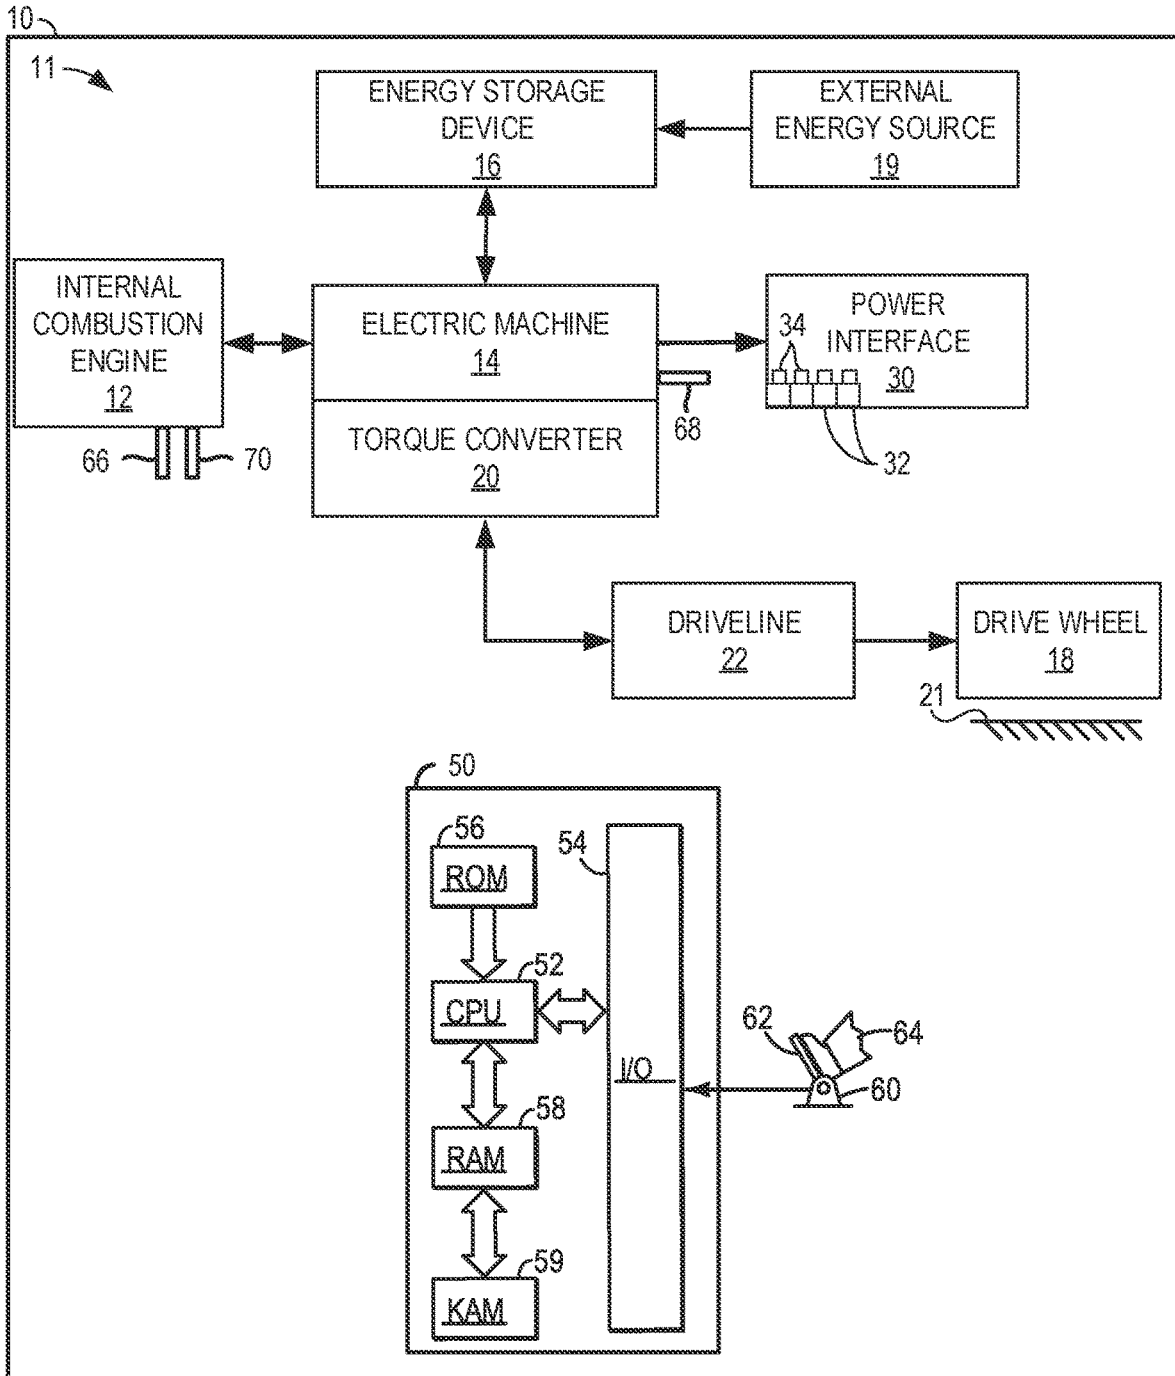 10
11
ENERGY STORAGE
DEVICE
16
EXTERNAL
ENERGY SOURCE
19
INTERNAL
COMBUSTION
ENGINE
12
ELECTRIC MACHINE
14
POWER
INTERFACE
30
34
32
68
66
70
TORQUE CONVERTER
20
DRIVELINE
22
DRIVE WHEEL
18
21
50
56
ROM
54
52
CPU
I/O
62
64
60
58
RAM
59
KAM